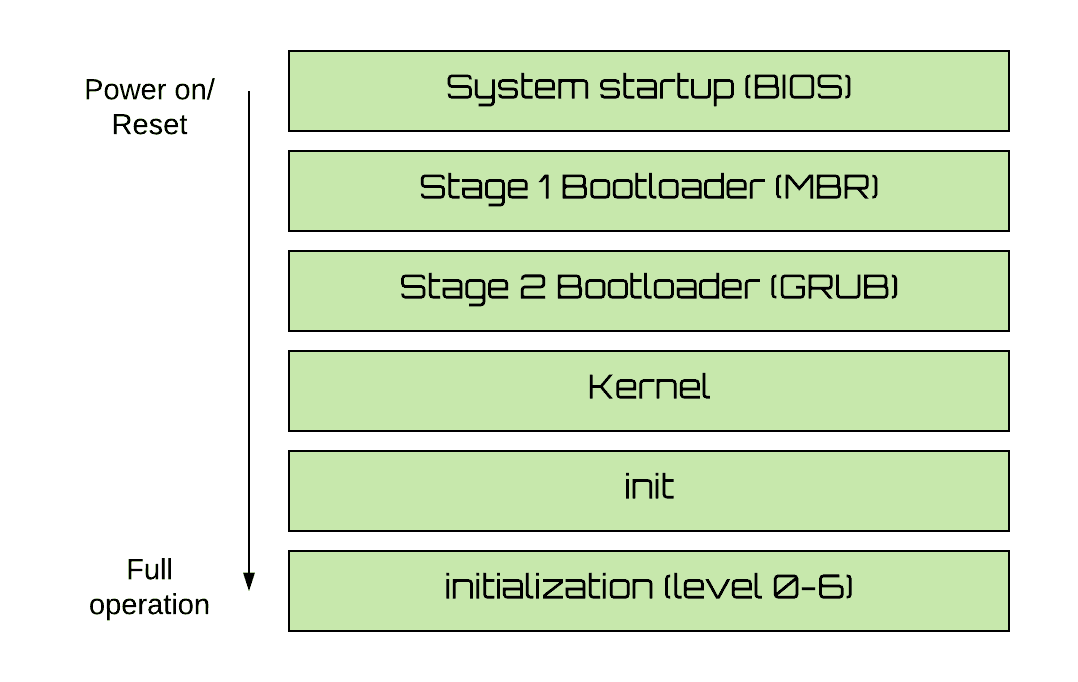 Power on/
Reset
System startup (BIOS)
Stage 1 Bootloader (MBR)
Stage 2 Bootloader (GRUB)
Kernel
init
Full
operation
initialization (level 0-6)